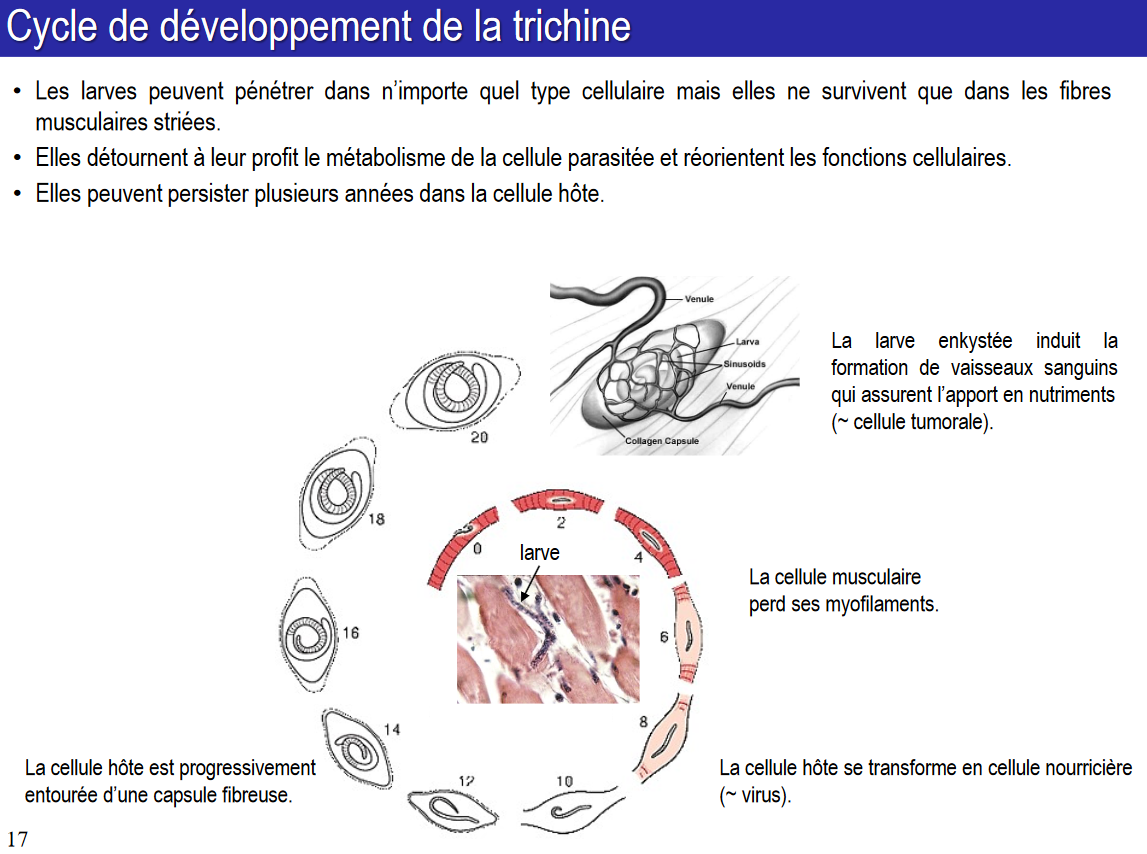 Cycle de développement de la trichine
• Les larves peuvent pénétrer dans n'importe quel type cellulaire mais elles ne survivent que dans les fibres
musculaires striées.
• Elles détournent à leur profit le métabolisme de la cellule parasitée et réorientent les fonctions cellulaires.
• Elles peuvent persister plusieurs années dans la cellule hôte.
Venule
Larva
Sinusoids
Venule
Collagen Capsule
La larve enkystée induit la
formation de vaisseaux sanguins
qui assurent l'apport en nutriments
(~ cellule tumorale).
20
18
0
2
4
larve
La cellule musculaire
perd ses myofilaments.
16
6
14
8
La cellule hôte est progressivement
entourée d'une capsule fibreuse.
12
10
La cellule hôte se transforme en cellule nourricière
(~ virus).
17